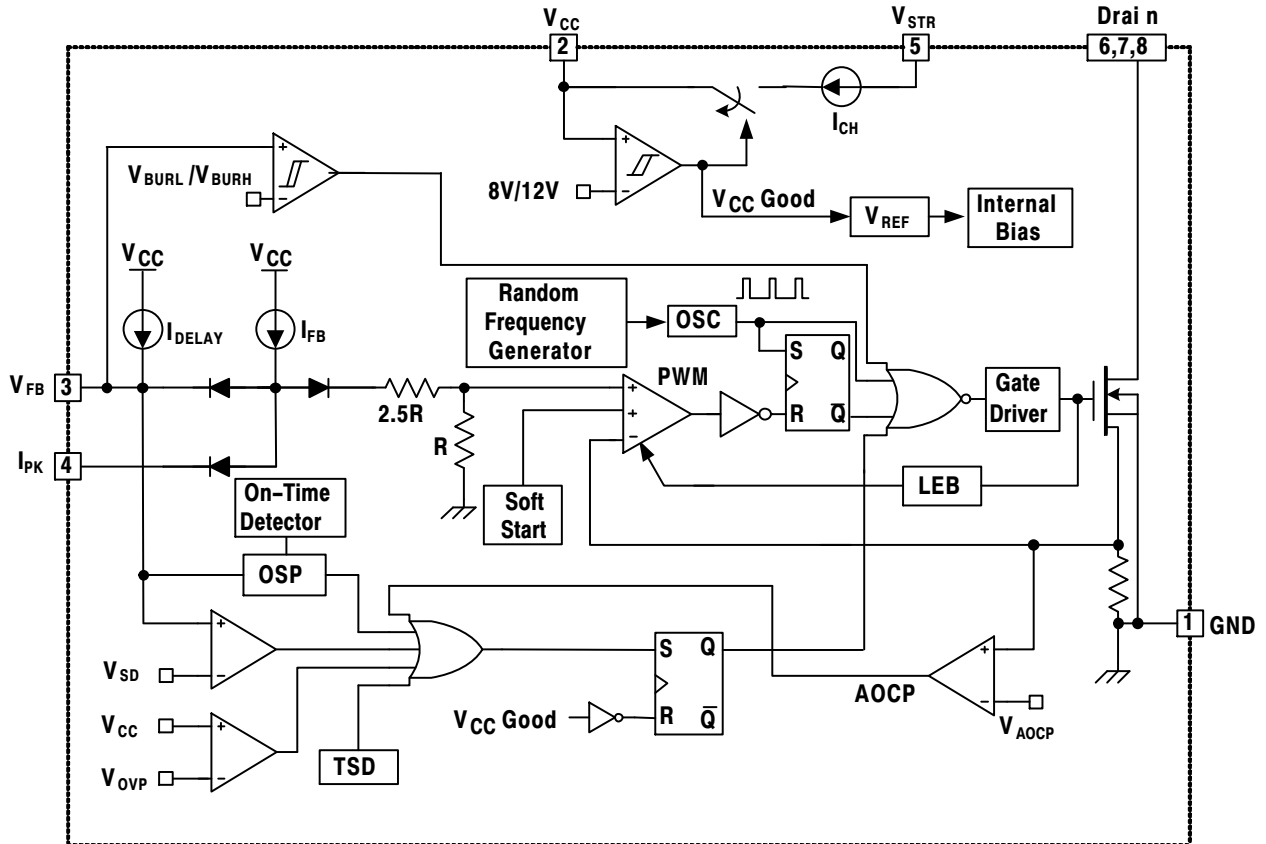 VCC
VSTR
Drai n
2
5
6,7,8
ICH
+
VBURL /VBURH
−
+
8V/12V
−
VCC Good
VREF
Internal
Bias
VCC
VCC
IDELAY
IFB
Random
Frequency
Generator
OSC
VFB
3
2.5R
R
PWM
+
+
−
S
Q
R
Q̅
Gate
Driver
IPK
4
On−Time
Detector
Soft
Start
LEB
OSP
+
VSD
−
VCC
+
VOVP
−
TSD
S
Q
R
Q̅
VCC Good
AOCP
+
−
VAOCP
1
GND